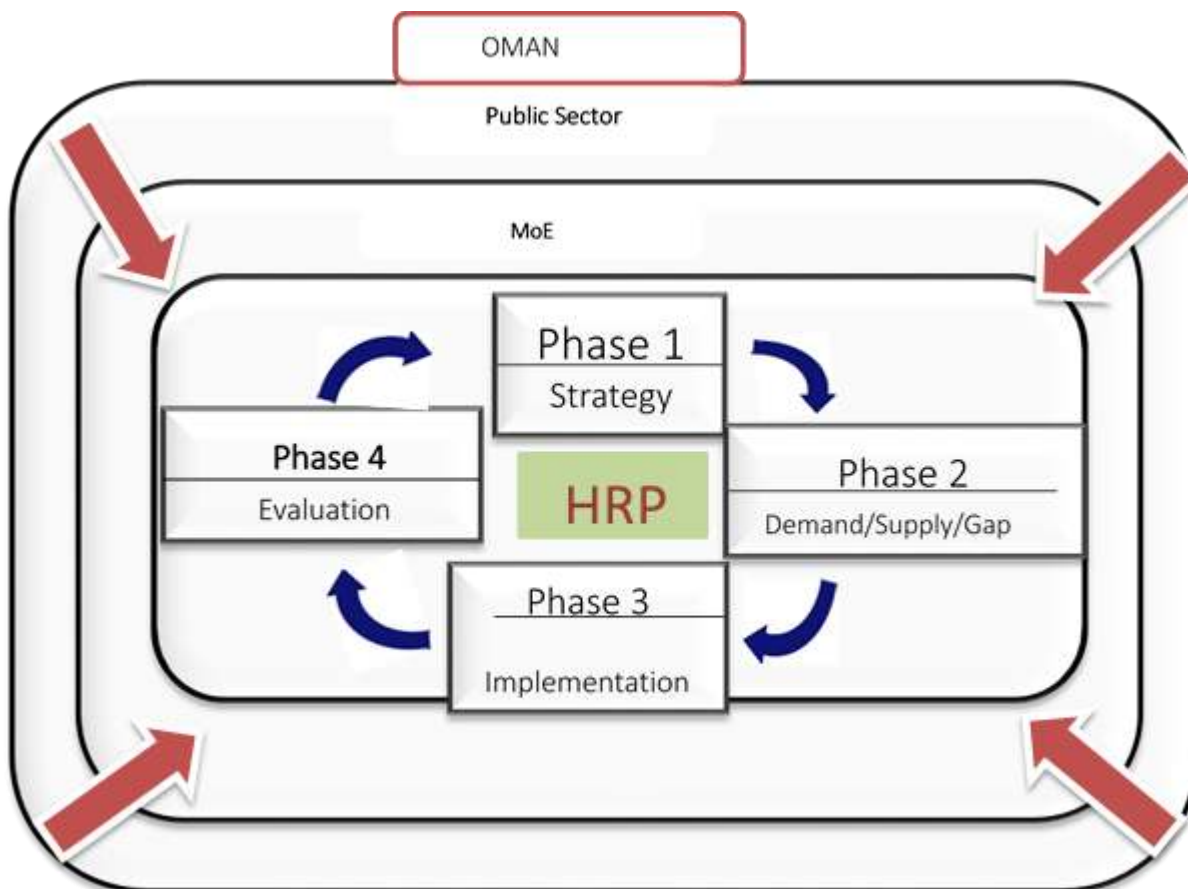 OMAN
Public Sector
MoE
Phase 1
Strategy
Phase 2
Demand/Supply/Gap
Phase 3
Implementation
Phase 4
Evaluation
HRP